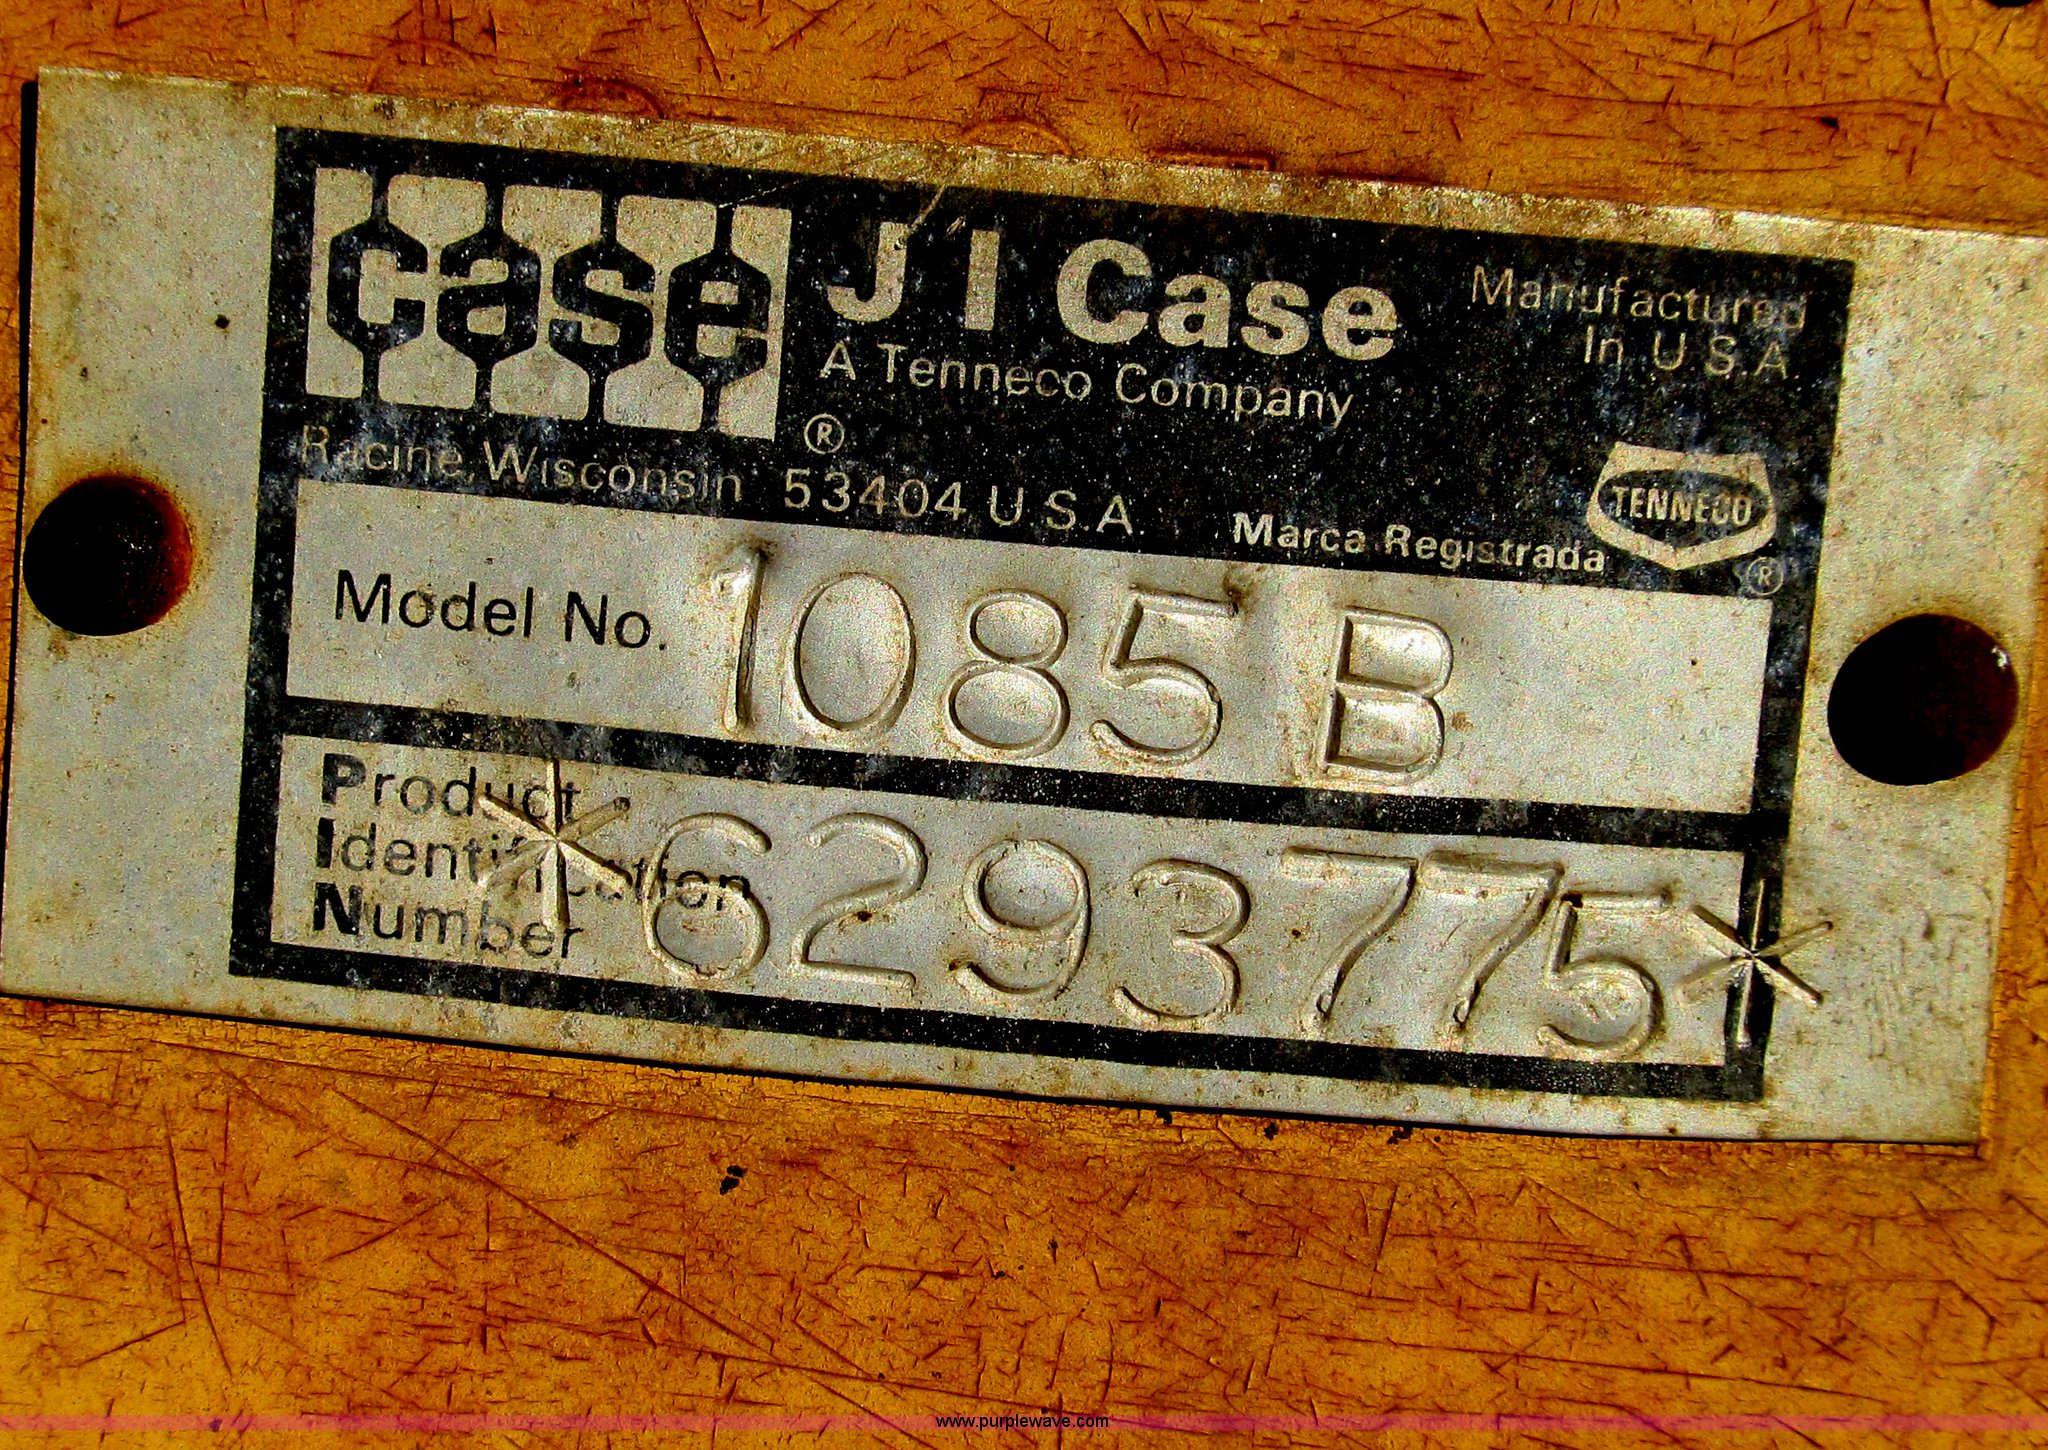 case J I Case
A Tenneco Company
Manufactured
In U.S.A
®
Racine, Wisconsin 53404 U.S.A
Marca Registrada
TENNECO
®
Model No. 1085 B
Product
Identification
Number
*6293775*
www.purplewave.com